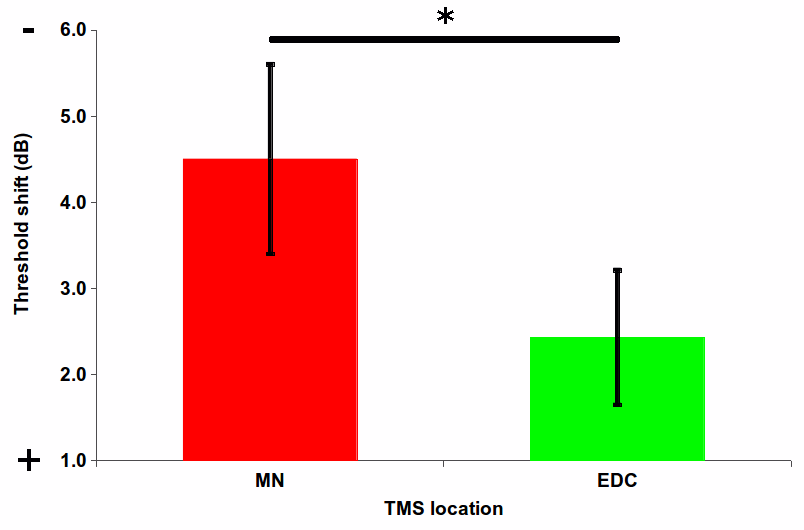 *
-
6.0
5.0
4.0
3.0
2.0
+
1.0
Threshold shift (dB)
MN
EDC
TMS location